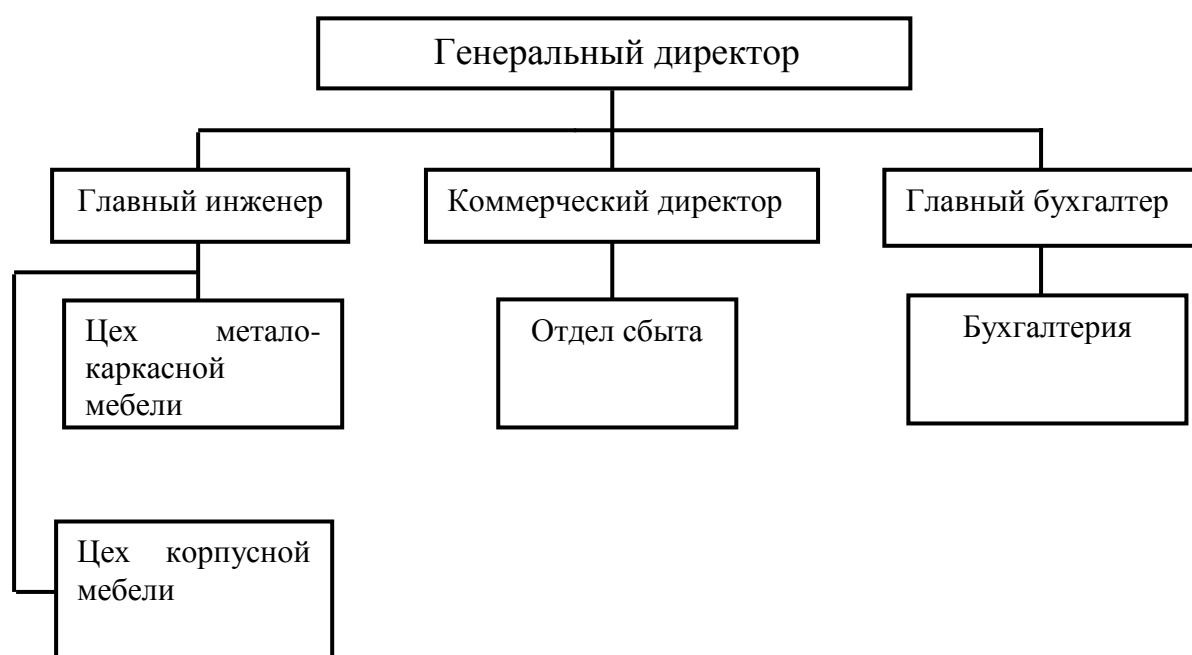 Генеральный директор
Главный инженер
Коммерческий директор
Главный бухгалтер
Цех метало-
каркасной
мебели
Отдел сбыта
Бухгалтерия
Цех корпусной
мебели